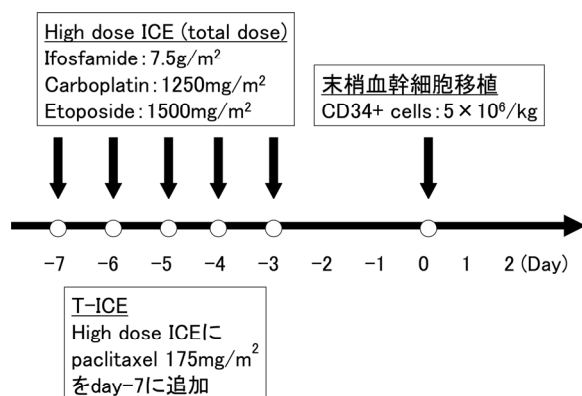 High dose ICE (total dose)
Ifosfamide：7.5g/m²
Carboplatin：1250mg/m²
Etoposide：1500mg/m²
末梢血幹細胞移植
CD34+ cells：5×10⁶/kg
-7 -6 -5 -4 -3 -2 -1 0 1 2 (Day)
T-ICE
High dose ICEに
paclitaxel 175mg/m²
をday-7に追加